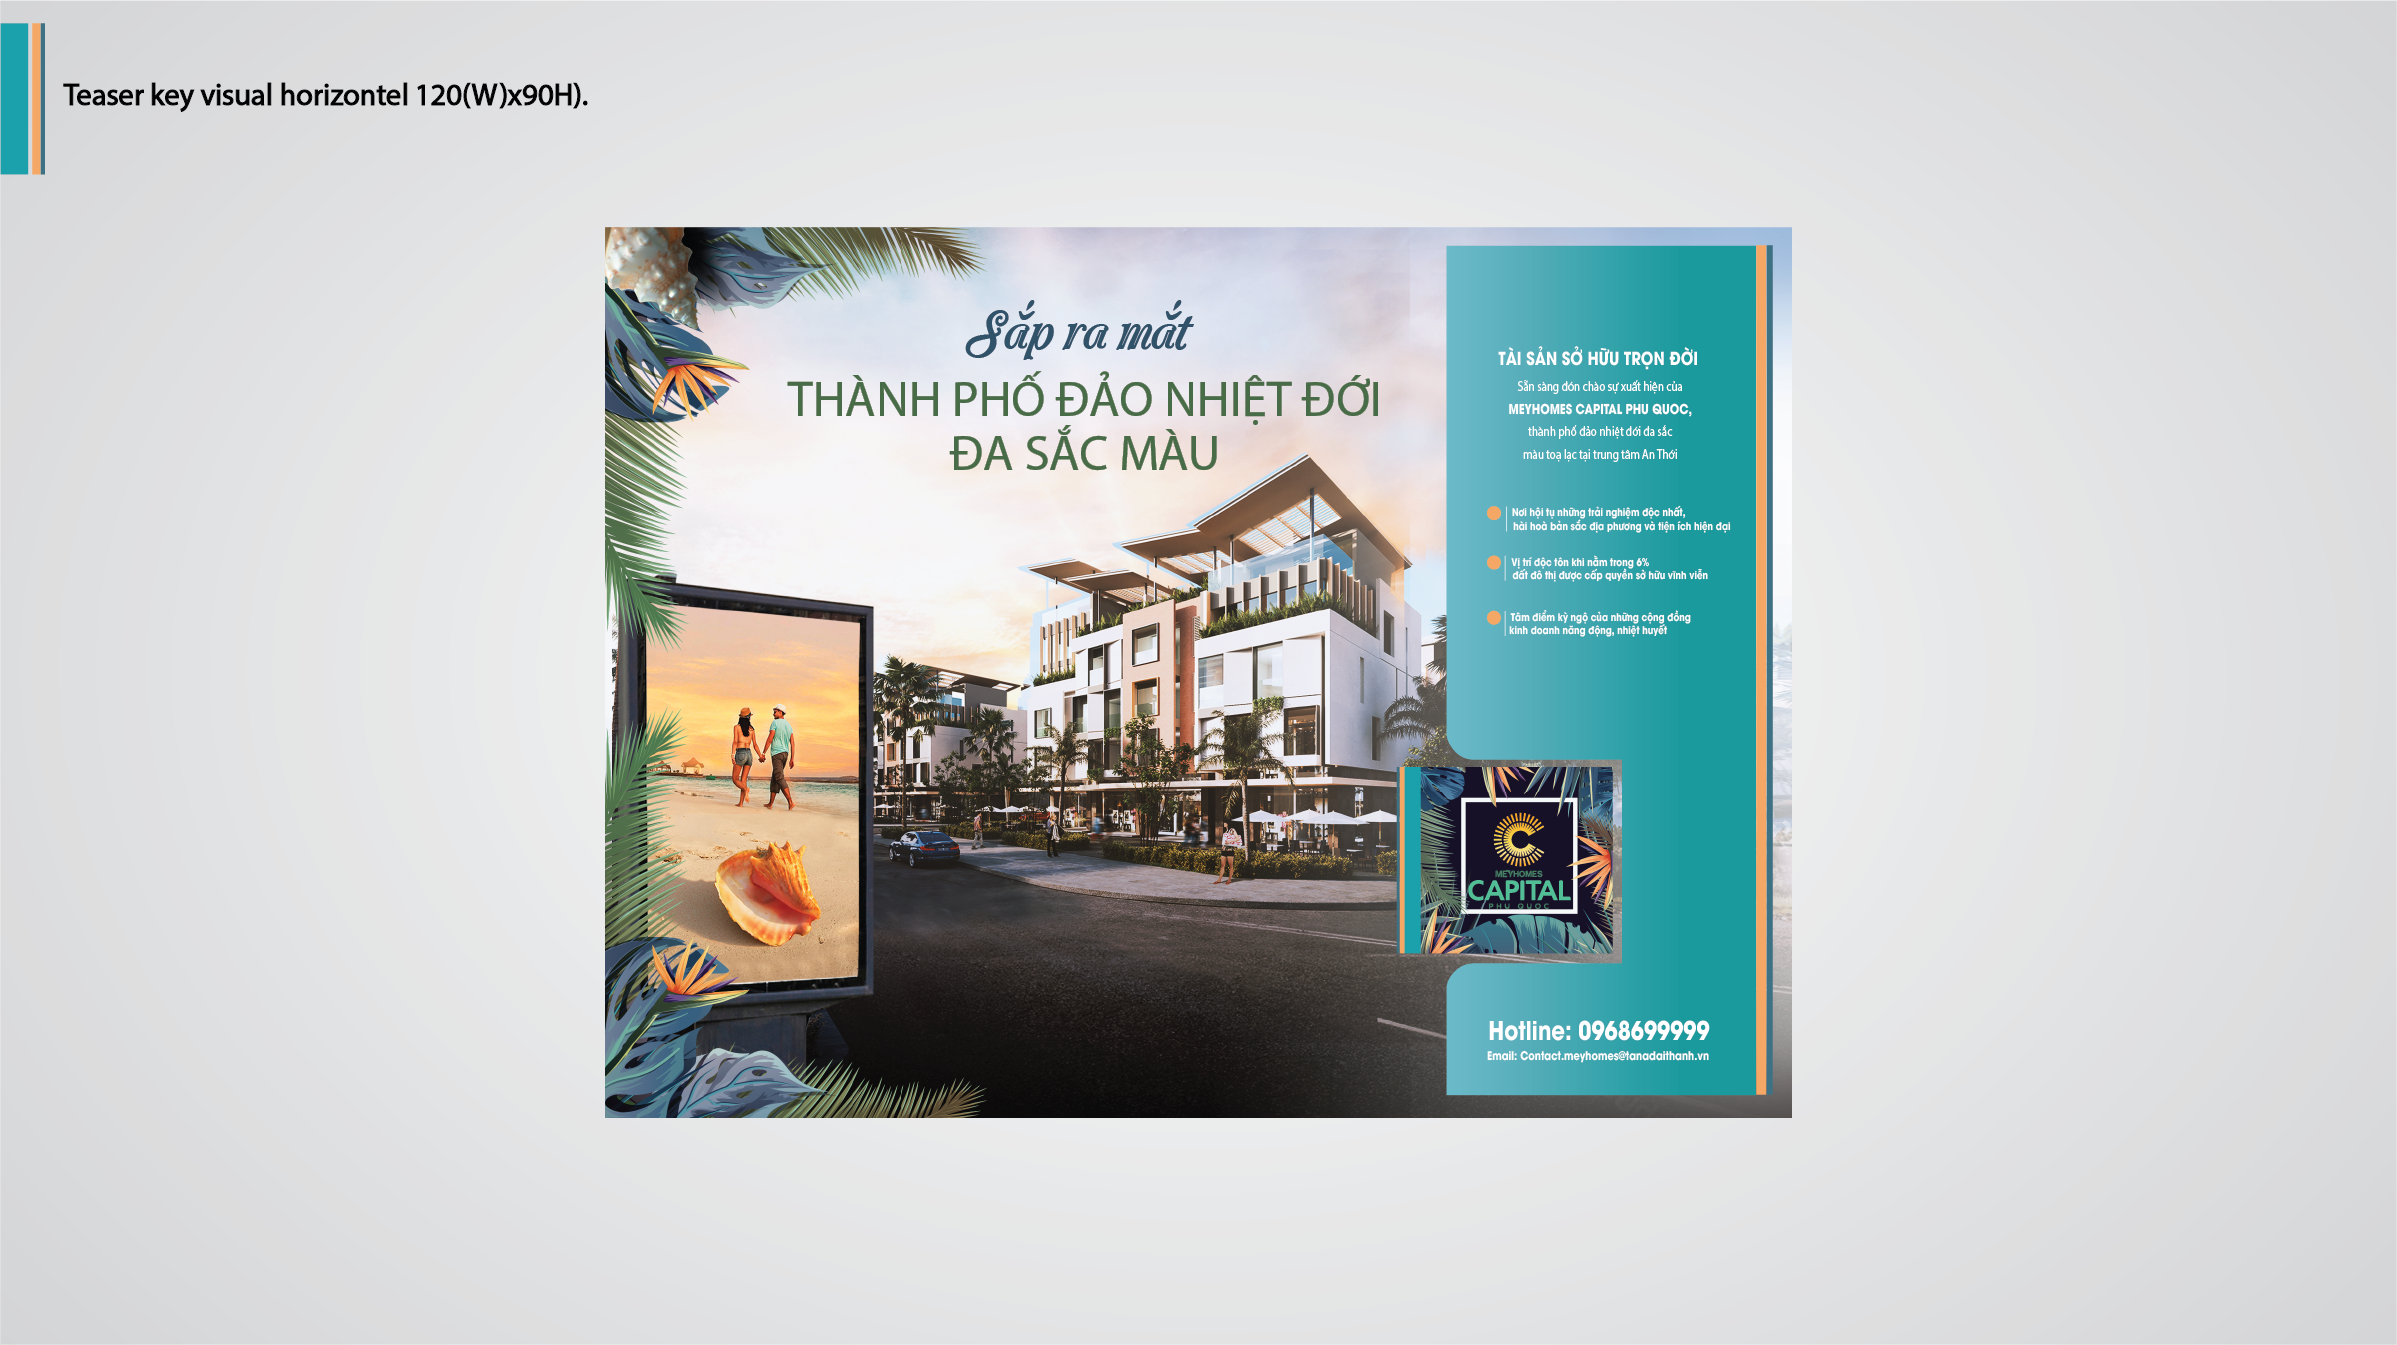 Teaser key visual horizontel 120(W)x90H).
Sắp ra mắt
THÀNH PHỐ ĐẢO NHIỆT ĐỚI
ĐA SẮC MÀU
TÀI SẢN SỞ HỮU TRỌN ĐỜI
Sẵn sàng đón chào sự xuất hiện của
MEYHOMES CAPITAL PHU QUOC,
thành phố đảo nhiệt đới đa sắc
màu toạ lạc tại trung tâm An Thới
Nơi hội tụ những trải nghiệm độc nhất,
hài hoà bản sắc địa phương và tiện ích hiện đại
Vị trí độc tôn khi nằm trong 6%
đất đô thị được cấp quyền sở hữu vĩnh viễn
Tâm điểm kỳ ngộ của những cộng đồng
kinh doanh năng động, nhiệt huyết
MEYHOMES
CAPITAL
PHU QUOC
Hotline: 0968699999
Email: Contact.meyhomes@tanadaithanh.vn